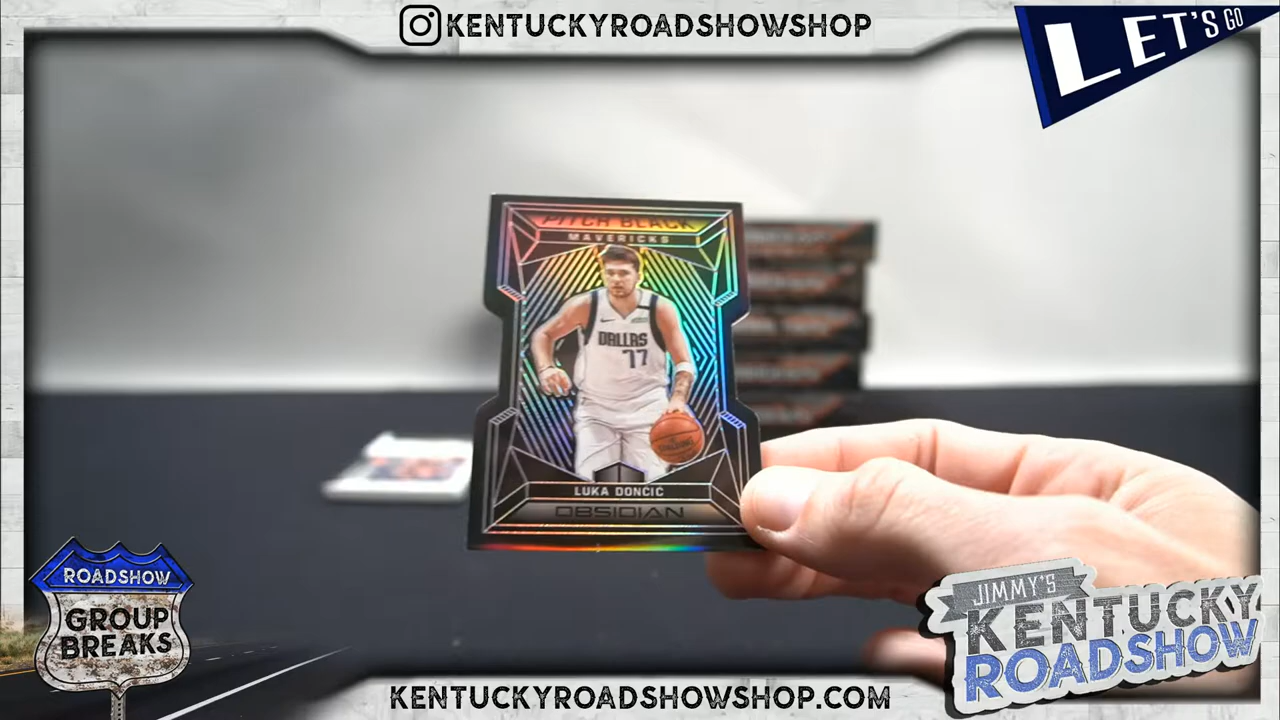 KENTUCKYROADSHOWSHOP
LET'S GO
PITCH BLACK
MAVERICKS
DALLAS
77
LUKA DONCIC
OBSIDIAN
ROADSHOW
GROUP
BREAKS
JIMMY'S
KENTUCKY
ROADSHOW
KENTUCKYROADSHOWSHOP.COM